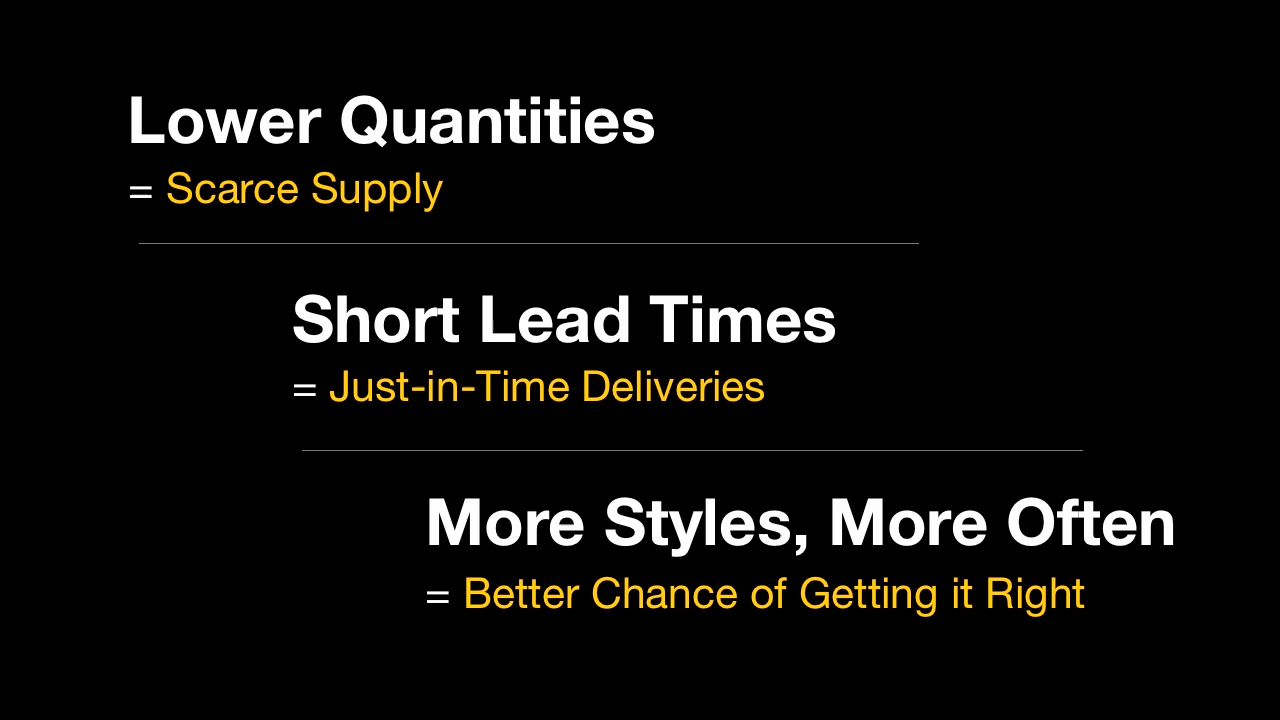 Lower Quantities
= Scarce Supply
Short Lead Times
= Just-in-Time Deliveries
More Styles, More Often
= Better Chance of Getting it Right